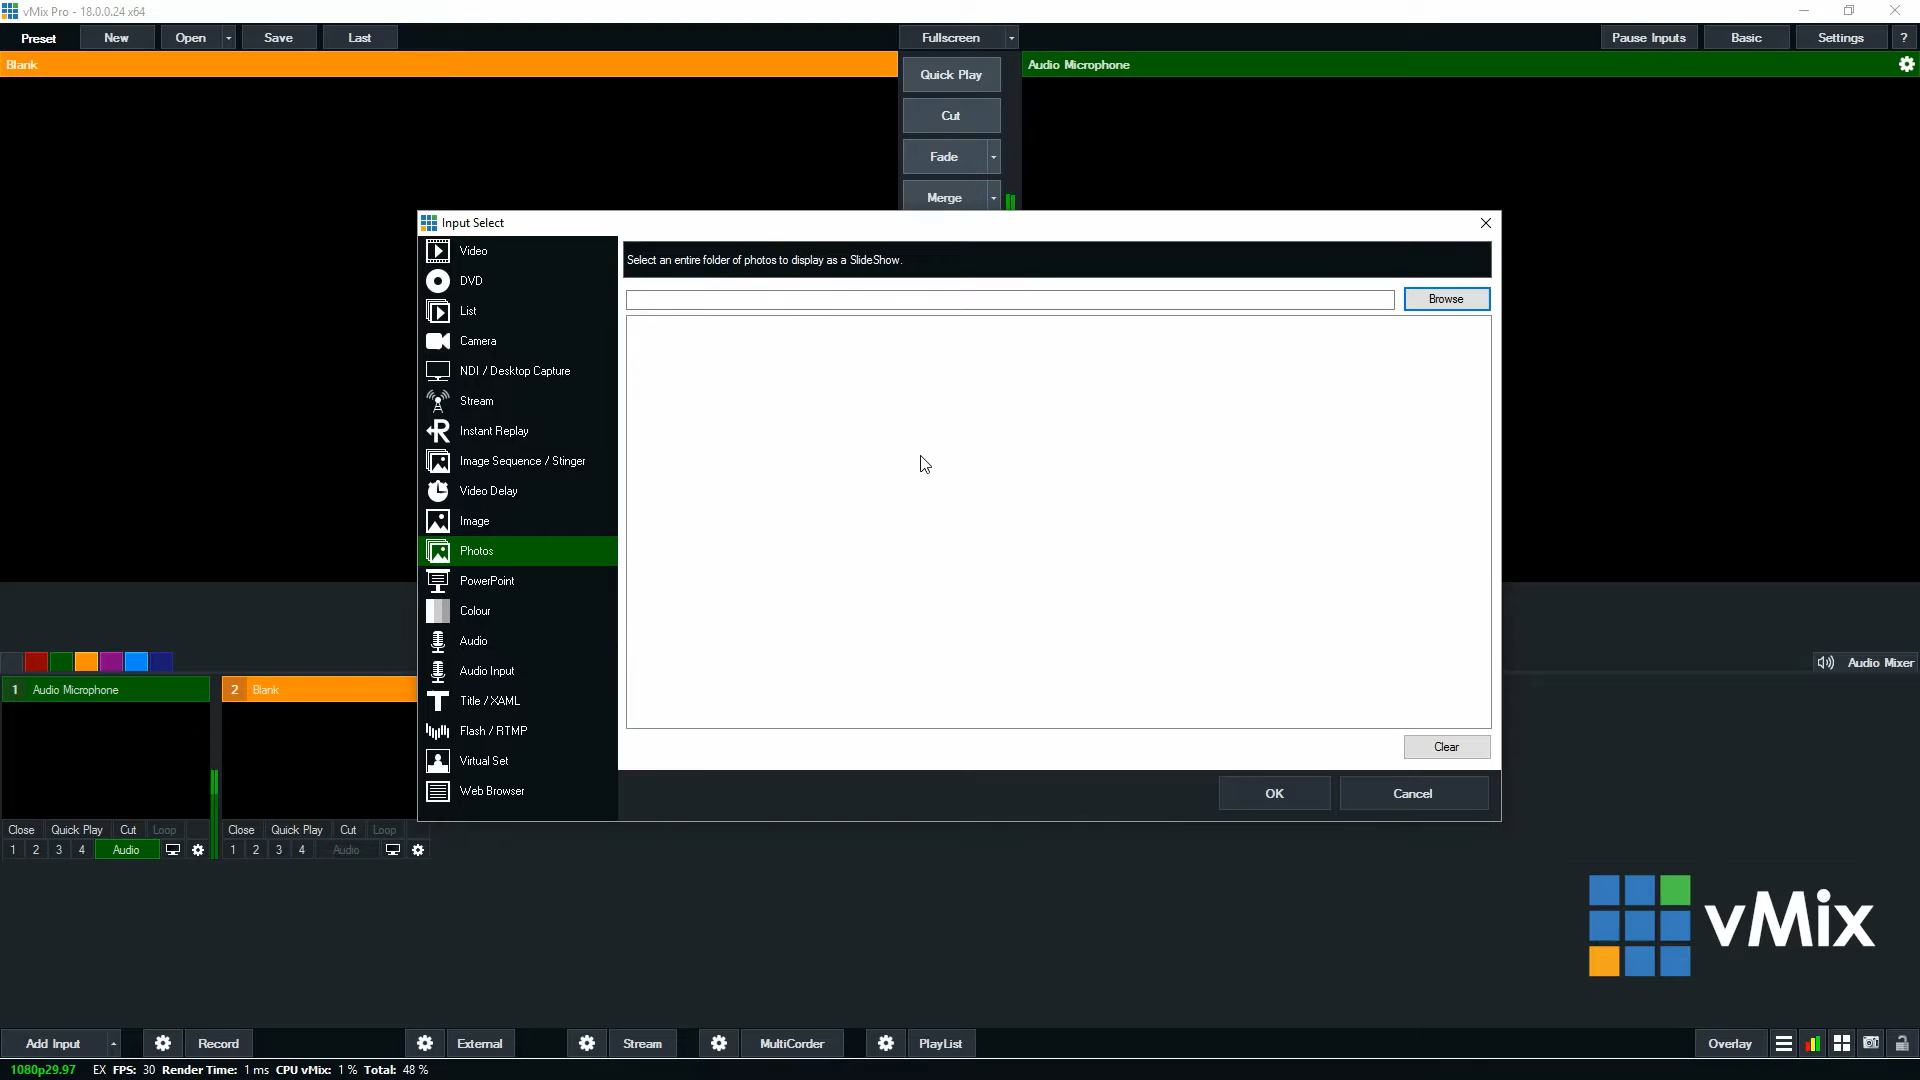 vMix Pro - 18.0.0.24 x64
Preset New Open Save Last Fullscreen Pause Inputs Basic Settings ?
Blank
Audio Microphone
Quick Play
Cut
Fade
Merge
Input Select
Video
DVD
List
Camera
NDI / Desktop Capture
Stream
Instant Replay
Image Sequence / Stinger
Video Delay
Image
Photos
PowerPoint
Colour
Audio
Audio Input
Title / XAML
Flash / RTMP
Virtual Set
Web Browser
Select an entire folder of photos to display as a SlideShow.
Browse
Clear
OK Cancel
Audio Mixer
1 Audio Microphone
2 Blank
Close Quick Play Cut Loop
1 2 3 4 Audio
Close Quick Play Cut Loop
1 2 3 4 Audio
vMix
Add Input Record External Stream MultiCorder PlayList Overlay
1080p29.97 EX FPS: 30 Render Time: 1 ms CPU vMix: 1 % Total: 48 %